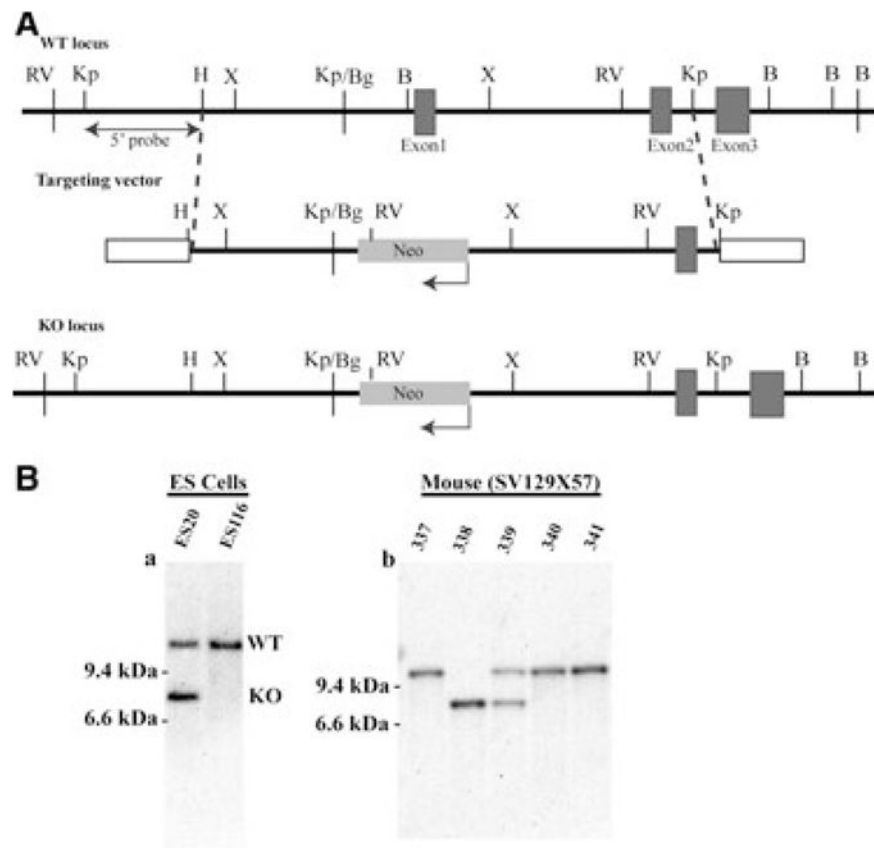 A
WT locus
RV Kp H X Kp/Bg B X RV Kp B B B
5' probe Exon1 Exon2 Exon3
Targeting vector
H X Kp/Bg RV X RV Kp
Neo
KO locus
RV Kp H X Kp/Bg RV X RV Kp B B
Neo
B
ES Cells
ES20 ES116
a
WT
9.4 kDa -
KO
6.6 kDa -
Mouse (SV129X57)
337 338 339 340 341
b
9.4 kDa -
6.6 kDa -